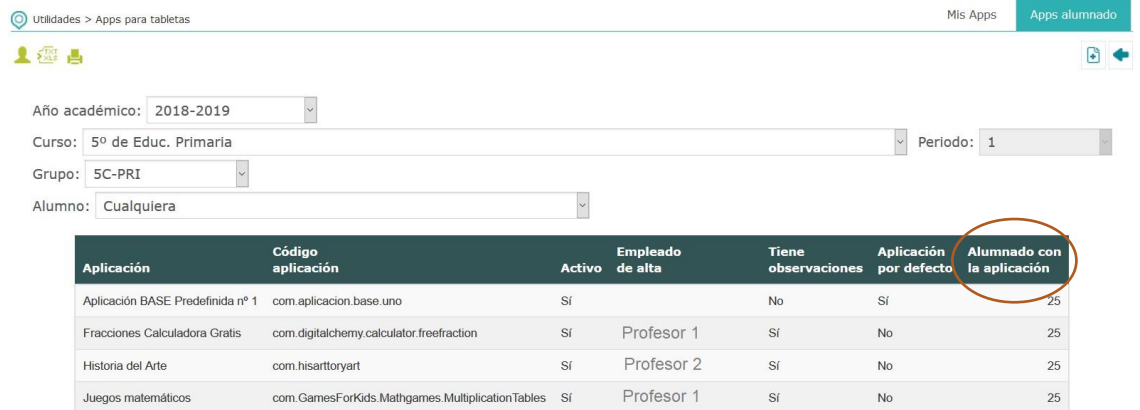 Utilidades > Apps para tabletas
Mis Apps Apps alumnado
TXT
XLS
Año académico: 2018-2019
Curso: 5º de Educ. Primaria Periodo: 1
Grupo: 5C-PRI
Alumno: Cualquiera
Aplicación Código aplicación Activo Empleado de alta Tiene observaciones Aplicación por defecto Alumnado con la aplicación
Aplicación BASE Predefinida nº 1 com.aplicacion.base.uno Sí No Sí 25
Fracciones Calculadora Gratis com.digitalchemy.calculator.freefraction Sí Profesor 1 Sí No 25
Historia del Arte com.hisarttoryart Sí Profesor 2 Sí No 25
Juegos matemáticos com.GamesForKids.Mathgames.MultiplicationTables Sí Profesor 1 Sí No 25